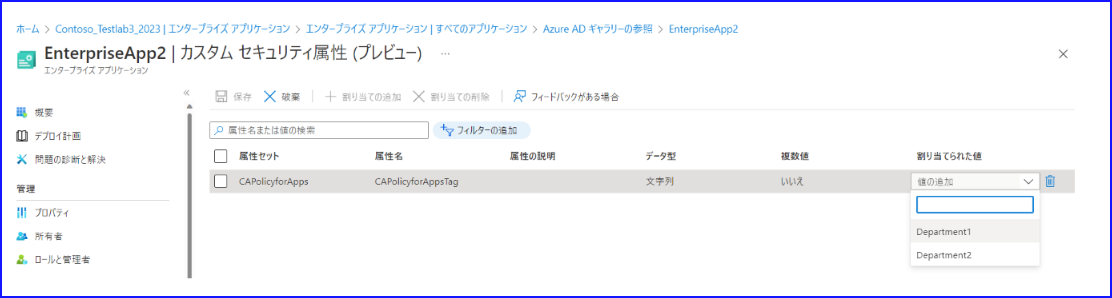 ホーム > Contoso_Testlab3_2023 | エンタープライズ アプリケーション > エンタープライズ アプリケーション | すべてのアプリケーション > Azure AD ギャラリーの参照 > EnterpriseApp2 >
EnterpriseApp2 | カスタム セキュリティ属性 (プレビュー) ...
エンタープライズ アプリケーション
保存 破棄 割り当ての追加 割り当ての削除 フィードバックがある場合
概要
デプロイ計画
問題の診断と解決
管理
プロパティ
所有者
ロールと管理者
属性名または値の検索 フィルターの追加
属性セット 属性名 属性の説明 データ型 複数値 割り当てられた値
CAPolicyforApps CAPolicyforAppsTag 文字列 いいえ 値の追加
Department1
Department2